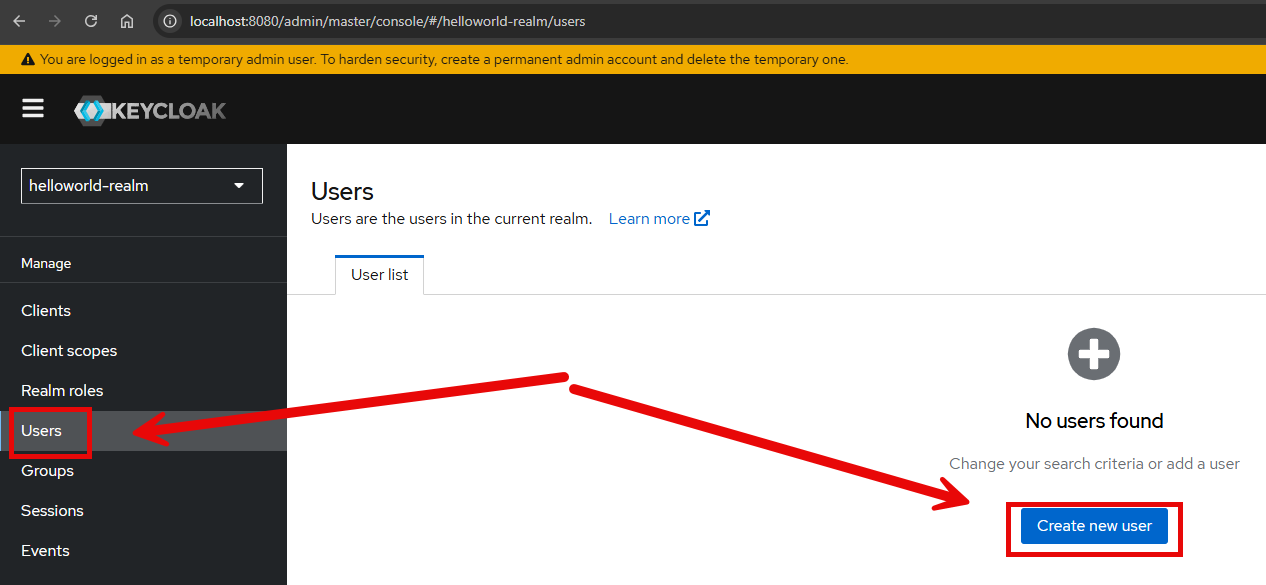 localhost:8080/admin/master/console/#/helloworld-realm/users
You are logged in as a temporary admin user. To harden security, create a permanent admin account and delete the temporary one.
KEYCLOAK
helloworld-realm
Manage
Clients
Client scopes
Realm roles
Users
Groups
Sessions
Events
Users
Users are the users in the current realm. Learn more
User list
No users found
Change your search criteria or add a user
Create new user